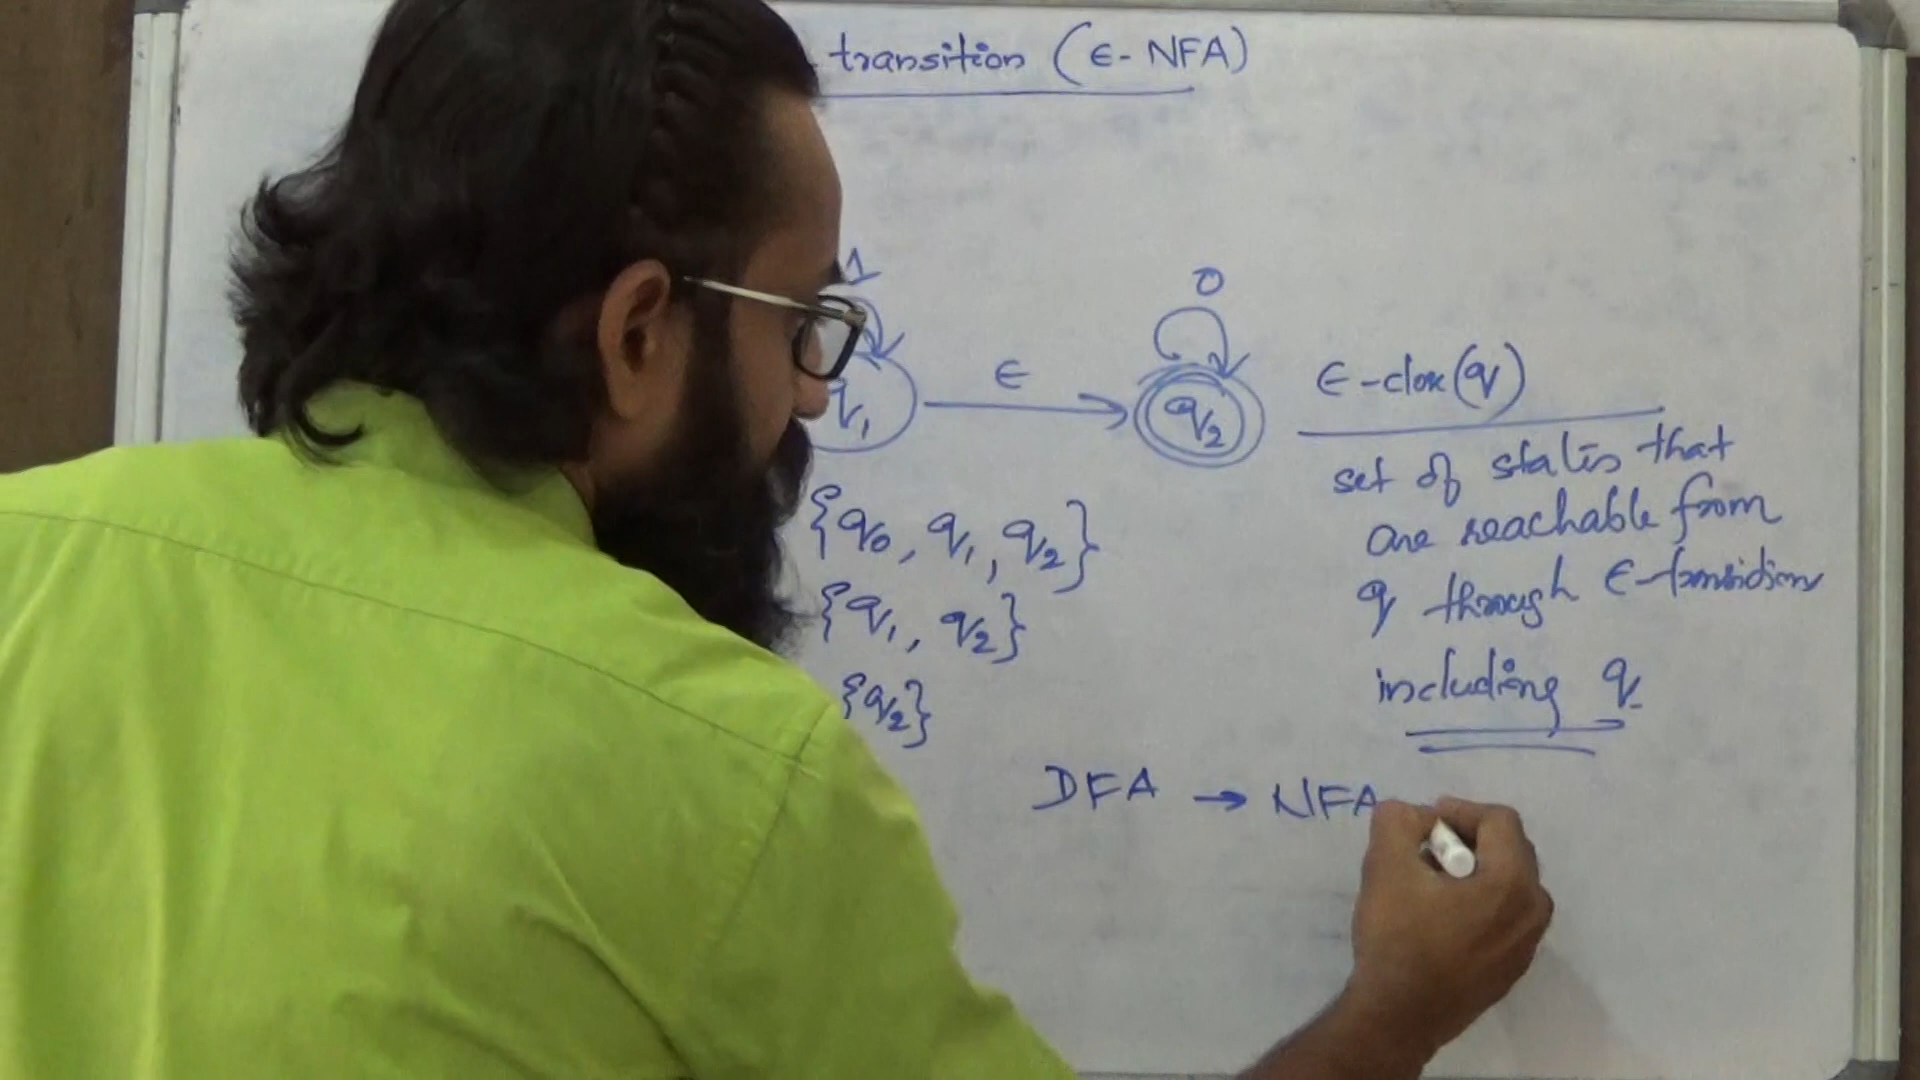 transition (ϵ- NFA)
1
0
q₁
ϵ
q₂
ϵ-close(q)
set of states that
are reachable from
q through ϵ-transitions
including q
{q₀, q₁, q₂}
{q₁, q₂}
{q₂}
DFA → NFA